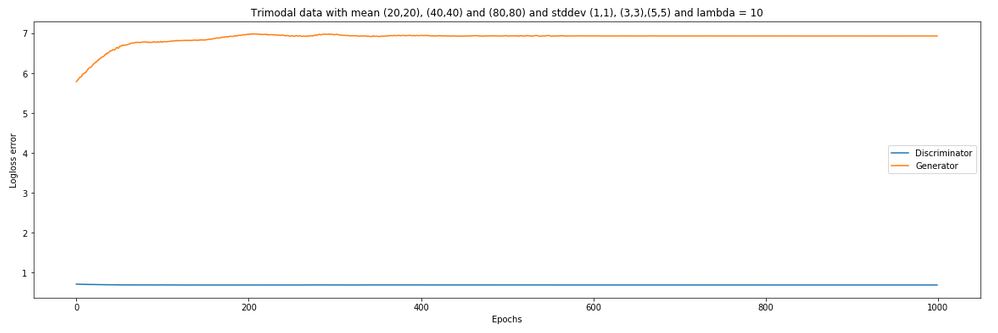 Trimodal data with mean (20,20), (40,40) and (80,80) and stddev (1,1), (3,3),(5,5) and lambda = 10
7
6
5
4
3
2
1
Logloss error
Discriminator
Generator
0
200
400
600
800
1000
Epochs